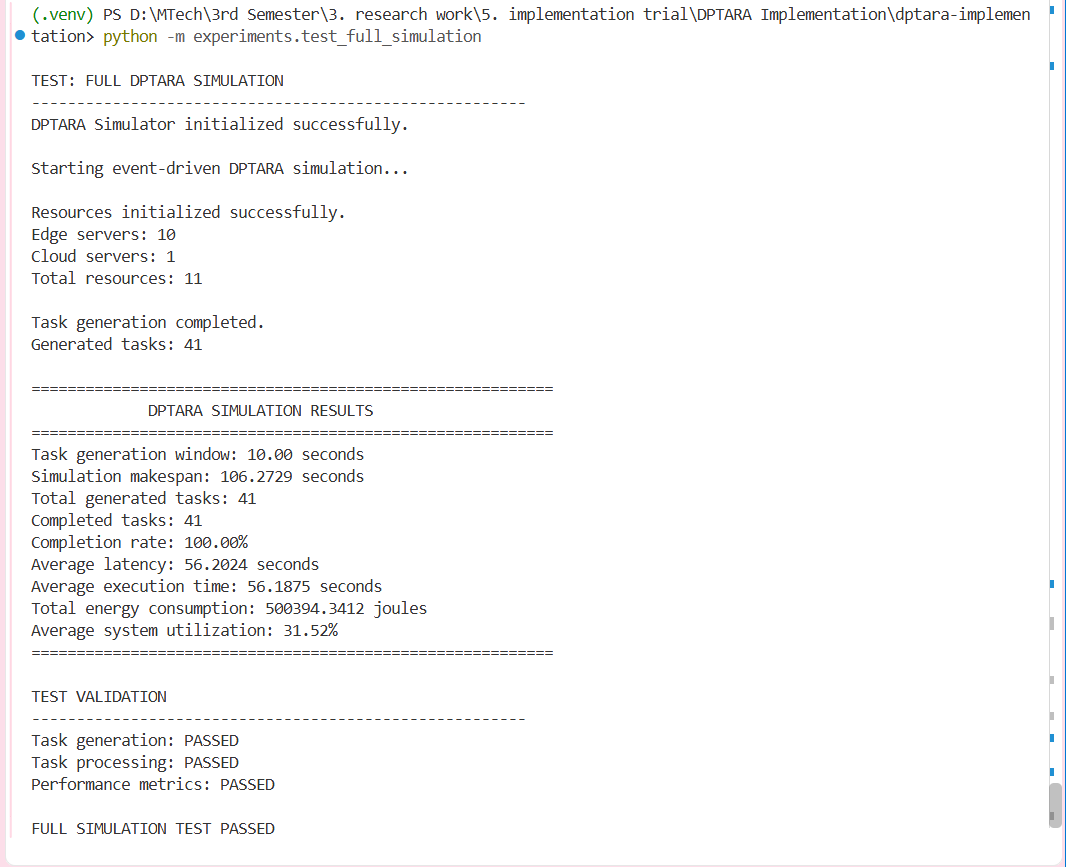 (.venv) PS D:\MTech\3rd Semester\3. research work\5. implementation trial\DPTARA Implementation\dptara-implemen
tation> python -m experiments.test_full_simulation
TEST: FULL DPTARA SIMULATION
-------------------------------------------------------
DPTARA Simulator initialized successfully.
Starting event-driven DPTARA simulation...
Resources initialized successfully.
Edge servers: 10
Cloud servers: 1
Total resources: 11
Task generation completed.
Generated tasks: 41
==========================================================
DPTARA SIMULATION RESULTS
==========================================================
Task generation window: 10.00 seconds
Simulation makespan: 106.2729 seconds
Total generated tasks: 41
Completed tasks: 41
Completion rate: 100.00%
Average latency: 56.2024 seconds
Average execution time: 56.1875 seconds
Total energy consumption: 500394.3412 joules
Average system utilization: 31.52%
==========================================================
TEST VALIDATION
-------------------------------------------------------
Task generation: PASSED
Task processing: PASSED
Performance metrics: PASSED
FULL SIMULATION TEST PASSED